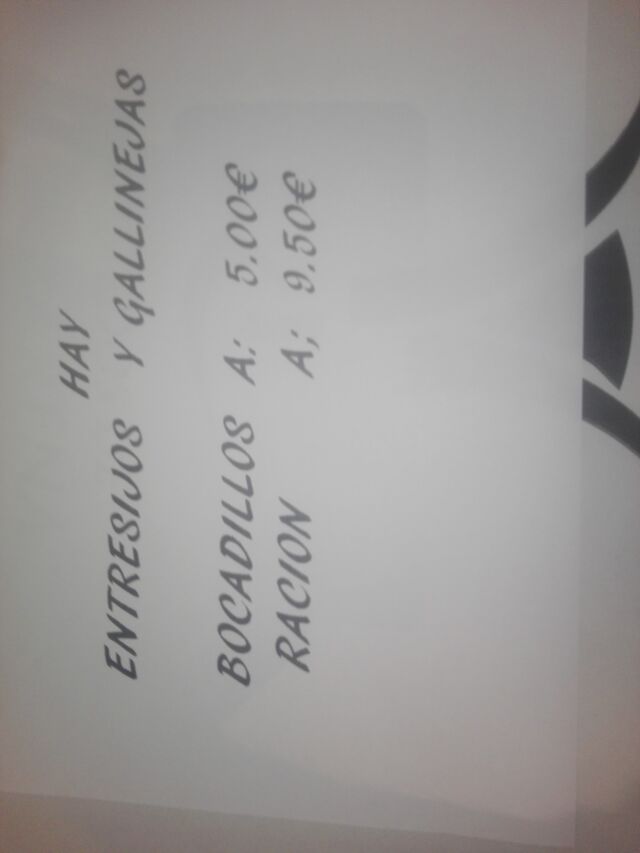 HAY
ENTRESIJOS Y GALLINEJAS
BOCADILLOS A.: 5.00€
RACION A; 9.50€